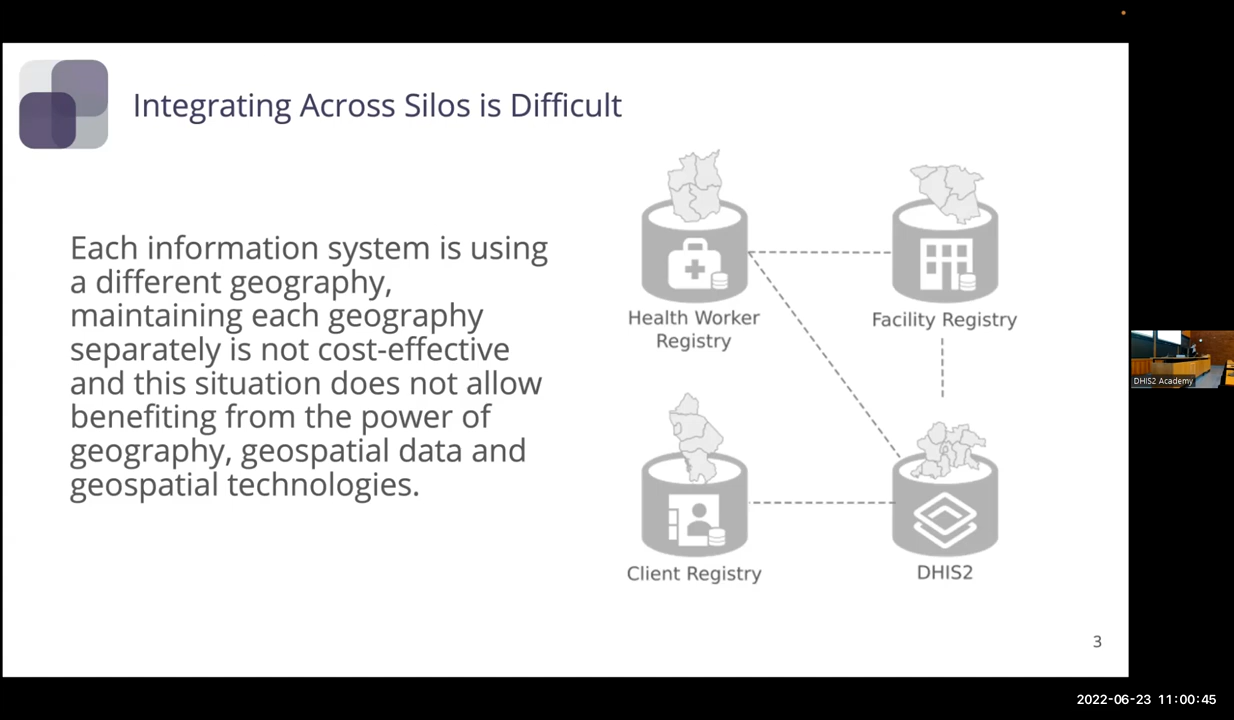 Integrating Across Silos is Difficult
Each information system is using
a different geography,
maintaining each geography
separately is not cost-effective
and this situation does not allow
benefiting from the power of
geography, geospatial data and
geospatial technologies.
Health Worker
Registry
Facility Registry
Client Registry
DHIS2
3
DHIS2 Academy
2022-06-23 11:00:45